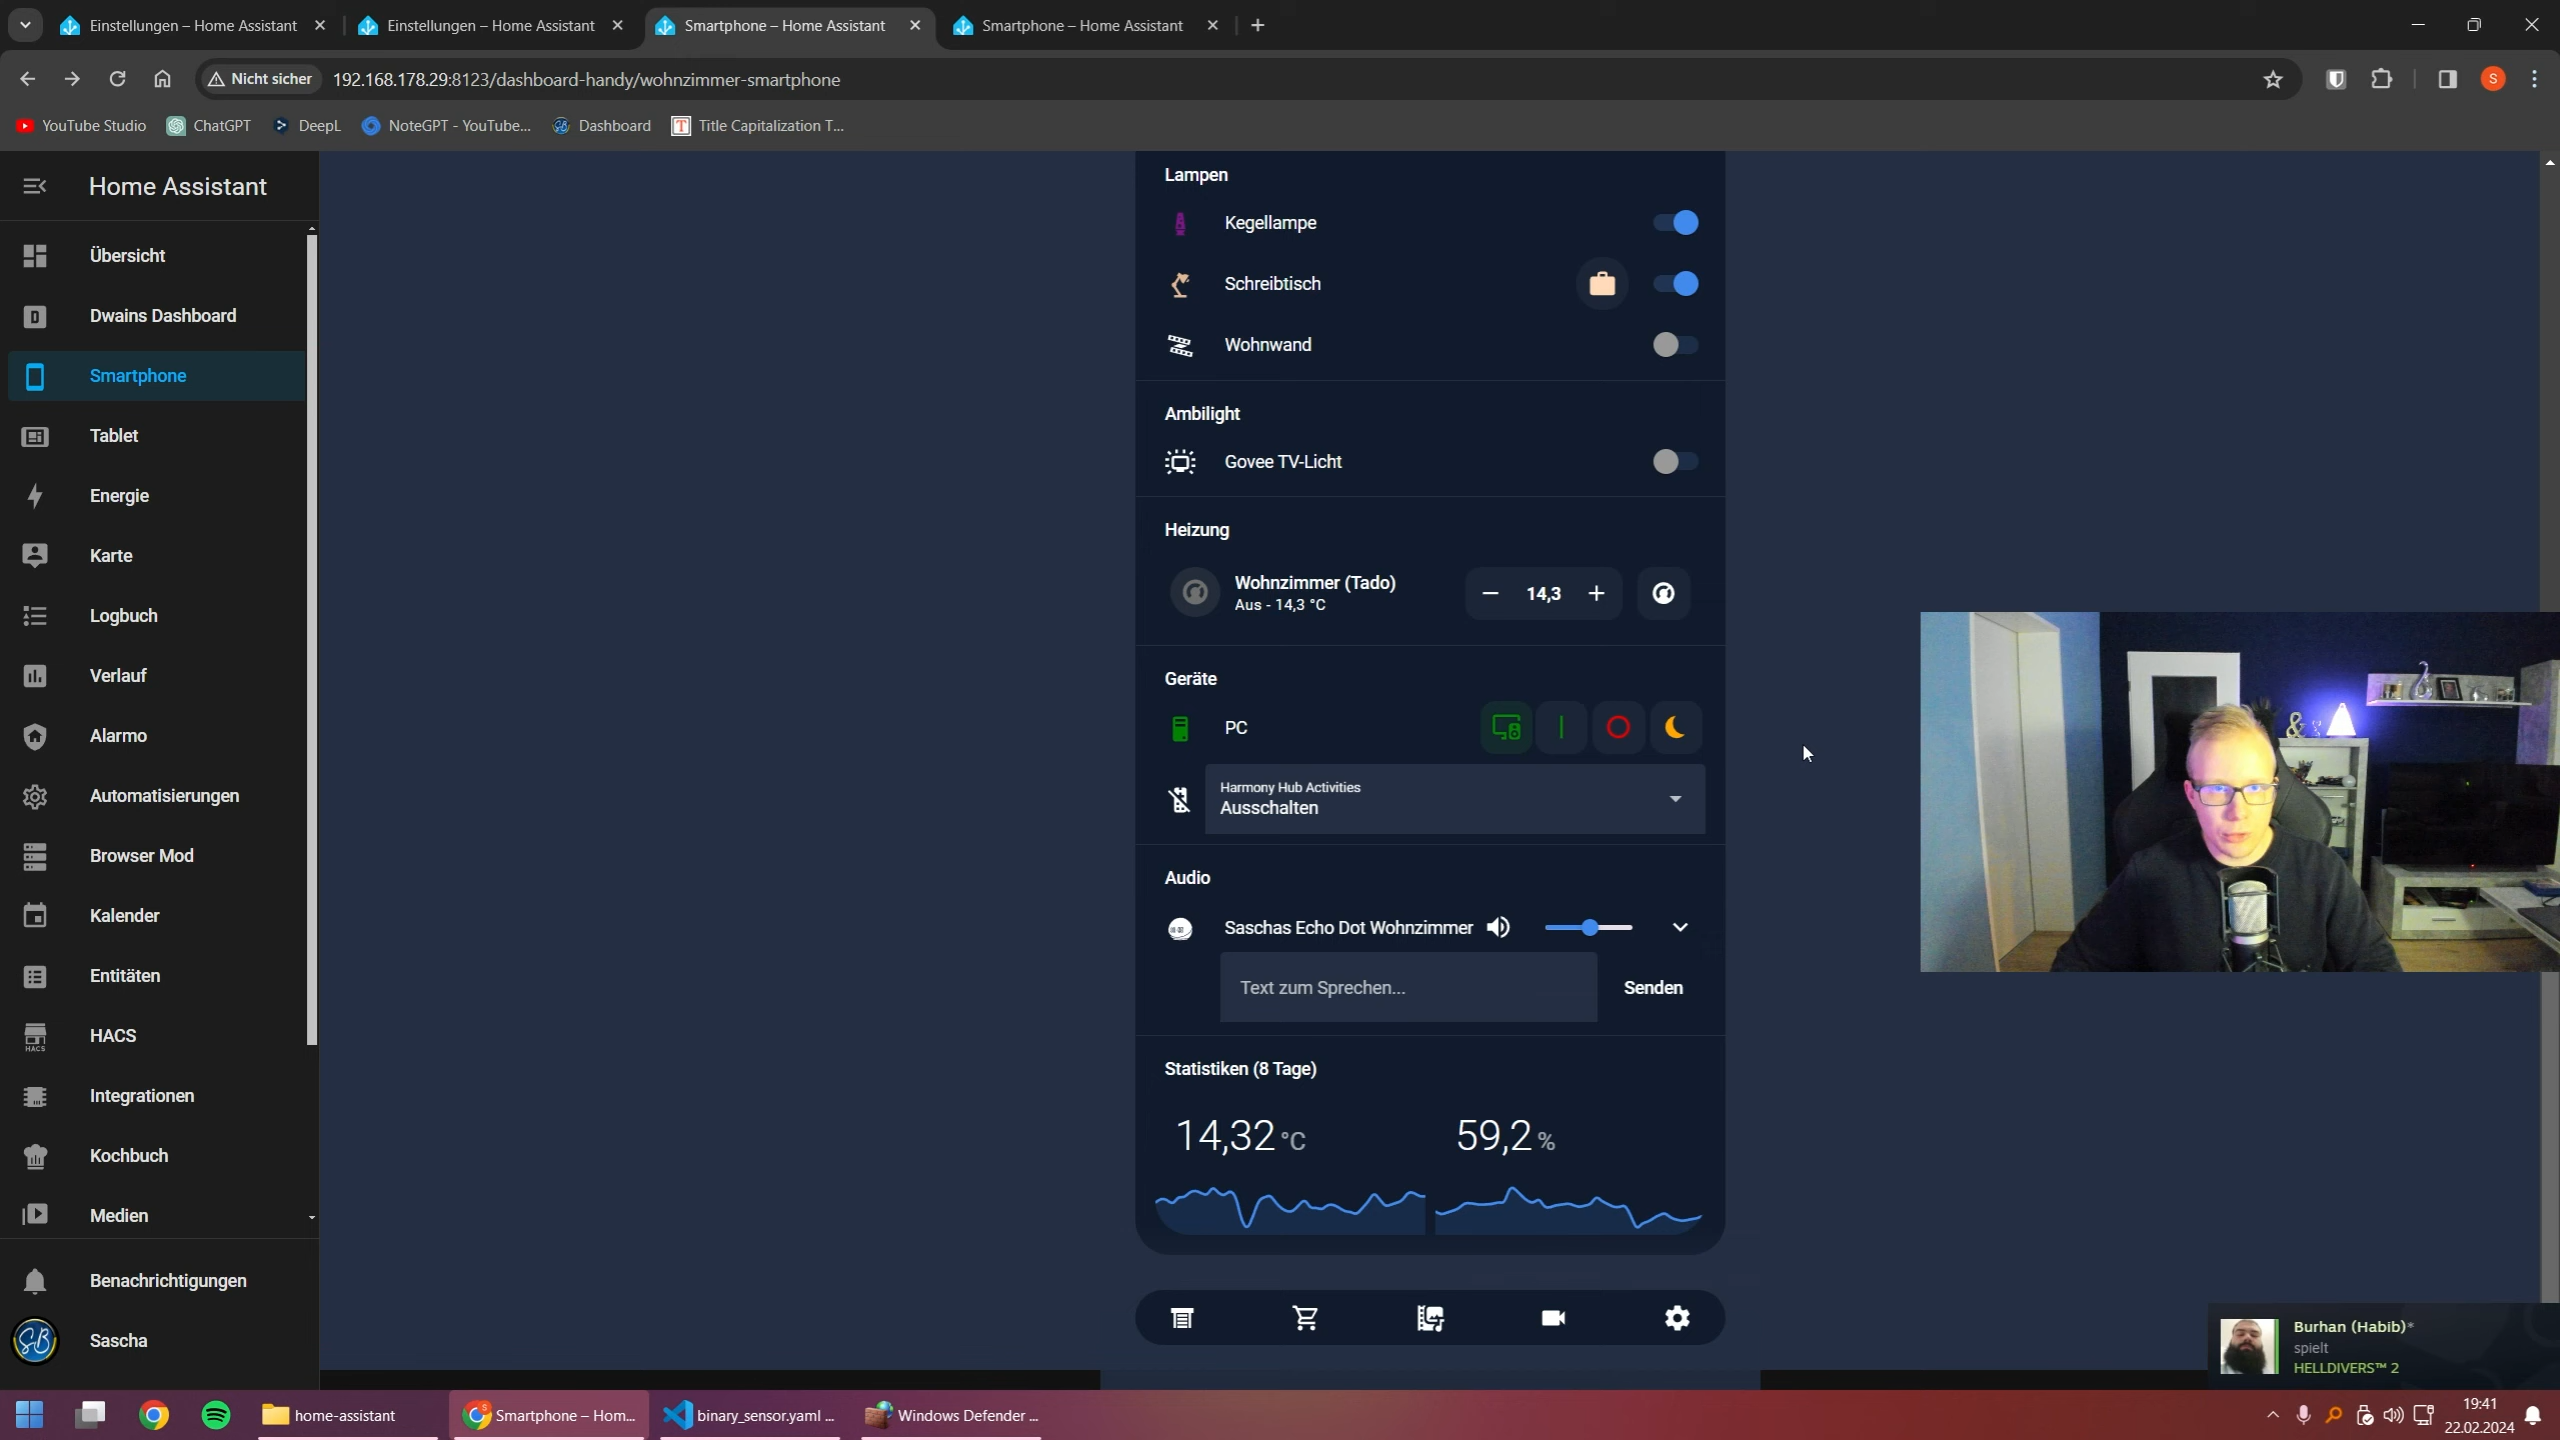 Einstellungen – Home Assistant
Einstellungen – Home Assistant
Smartphone – Home Assistant
Smartphone – Home Assistant
Nicht sicher
192.168.178.29:8123/dashboard-handy/wohnzimmer-smartphone
S
YouTube Studio
ChatGPT
DeepL
NoteGPT - YouTube...
Dashboard
Title Capitalization T...
Home Assistant
Übersicht
Dwains Dashboard
Smartphone
Tablet
Energie
Karte
Logbuch
Verlauf
Alarmo
Automatisierungen
Browser Mod
Kalender
Entitäten
HACS
Integrationen
Kochbuch
Medien
Benachrichtigungen
Sascha
Lampen
Kegellampe
Schreibtisch
Wohnwand
Ambilight
Govee TV-Licht
Heizung
Wohnzimmer (Tado)
Aus - 14,3 °C
14,3
Geräte
PC
Harmony Hub Activities
Ausschalten
Audio
Saschas Echo Dot Wohnzimmer
Text zum Sprechen...
Senden
Statistiken (8 Tage)
14,32 °C
59,2 %
Burhan (Habib)*
spielt
HELLDIVERS™ 2
home-assistant
Smartphone – Hom...
binary_sensor.yaml ...
Windows Defender ...
19:41
22.02.2024